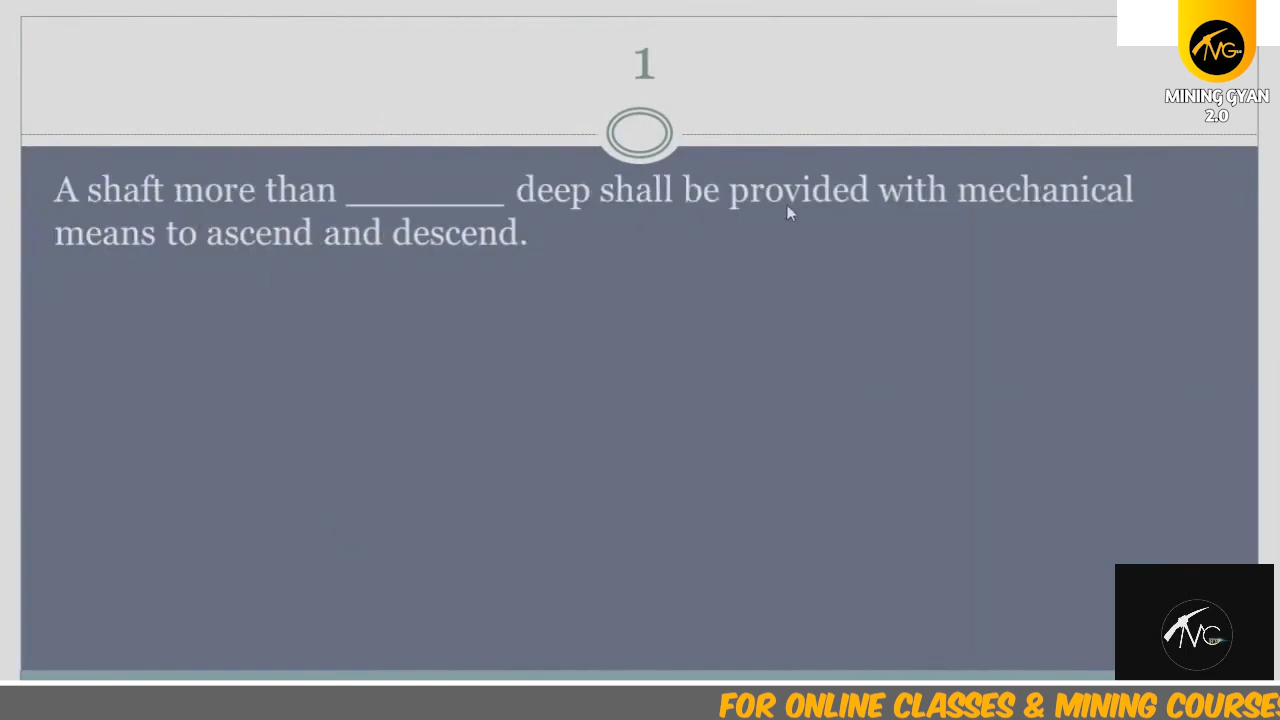 1
MINING GYAN
2.0
A shaft more than ________ deep shall be provided with mechanical
means to ascend and descend.
FOR ONLINE CLASSES & MINING COURSE